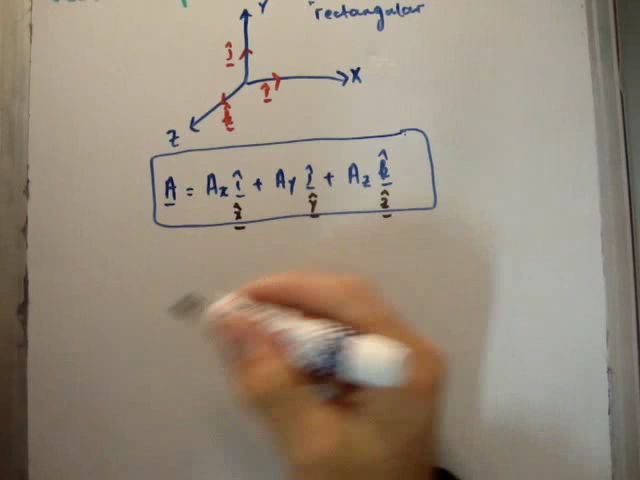 Y
rectangular
ĵ
X
î
k̂
Z
A = Ax î + Ay ĵ + Az k̂
x̂ ŷ ẑ